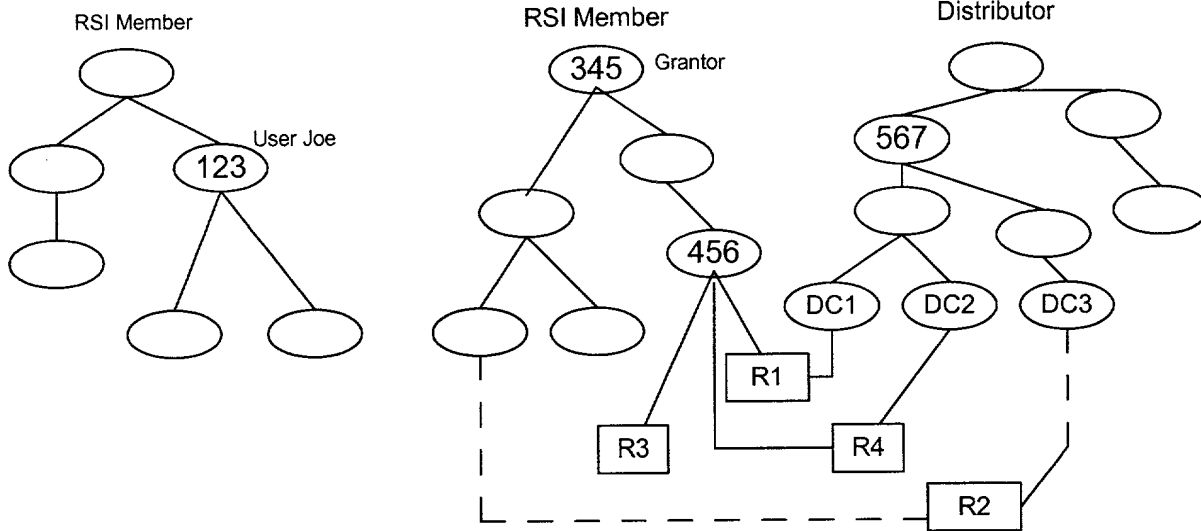 RSI Member
RSI Member
Distributor
345
Grantor
User Joe
123
567
456
DC1
DC2
DC3
R1
R3
R4
R2